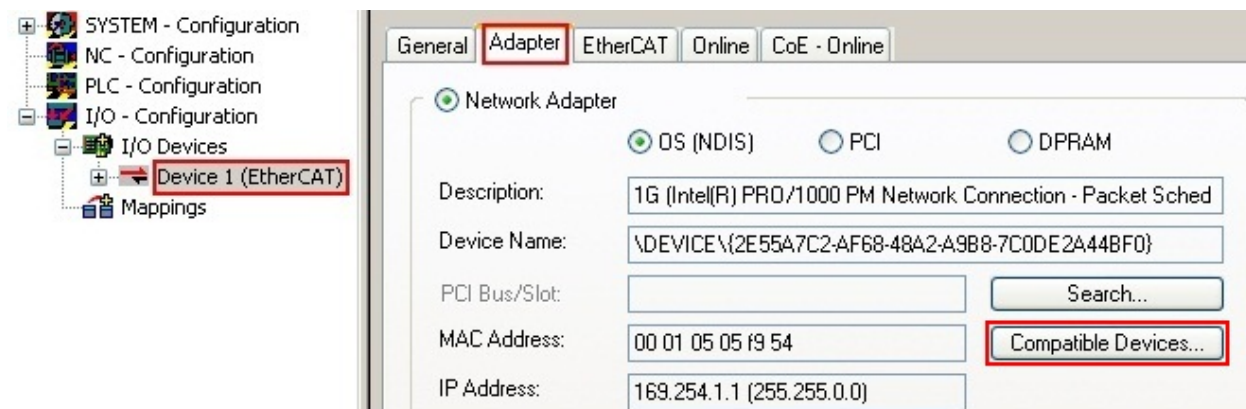 SYSTEM - Configuration
NC - Configuration
PLC - Configuration
I/O - Configuration
I/O Devices
Device 1 (EtherCAT)
Mappings
General Adapter EtherCAT Online CoE - Online
Network Adapter
OS (NDIS) PCI DPRAM
Description: 1G (Intel(R) PRO/1000 PM Network Connection - Packet Sched
Device Name: \DEVICE\{2E55A7C2-AF68-48A2-A9B8-7C0DE2A44BF0}
PCI Bus/Slot: Search...
MAC Address: 00 01 05 05 f9 54 Compatible Devices...
IP Address: 169.254.1.1 (255.255.0.0)